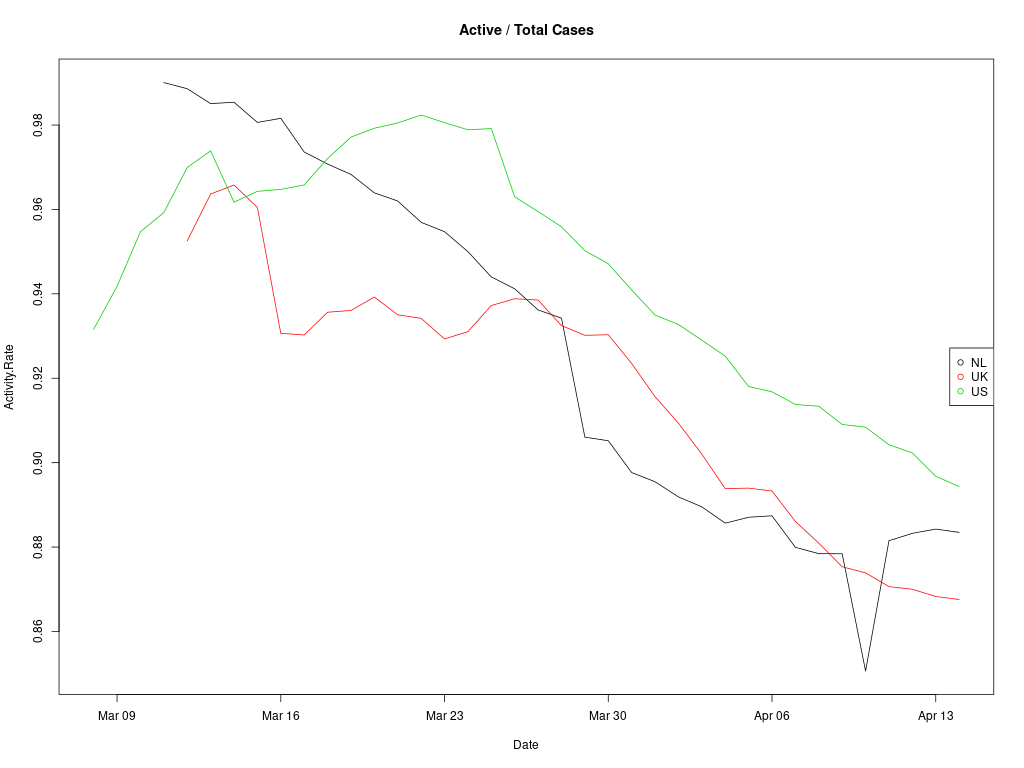 Active / Total Cases
Activity.Rate
0.98
0.96
0.94
0.92
0.90
0.88
0.86
NL
UK
US
Mar 09 Mar 16 Mar 23 Mar 30 Apr 06 Apr 13
Date